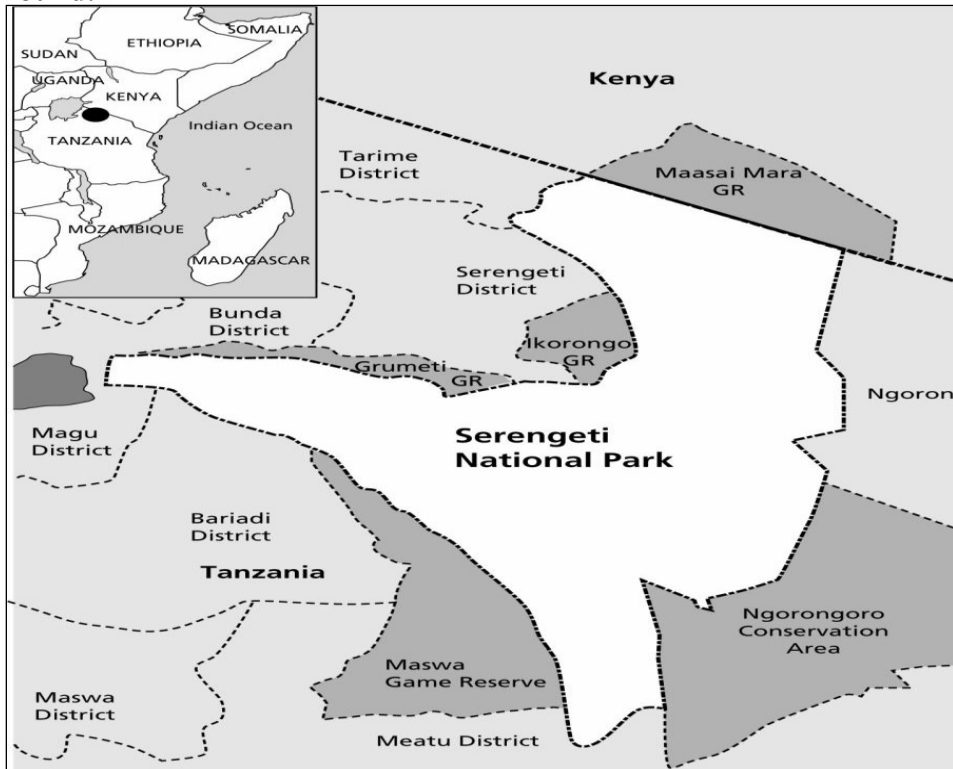 SOMALIA
ETHIOPIA
SUDAN
UGANDA
KENYA
Indian Ocean
TANZANIA
MOZAMBIQUE
MADAGASCAR
Kenya
Tarime
District
Maasai Mara
GR
Serengeti
District
Bunda
District
Ikorongo
GR
Grumeti
GR
Ngoron
Magu
District
Serengeti
National Park
Bariadi
District
Tanzania
Ngorongoro
Conservation
Area
Maswa
Game Reserve
Maswa
District
Meatu District